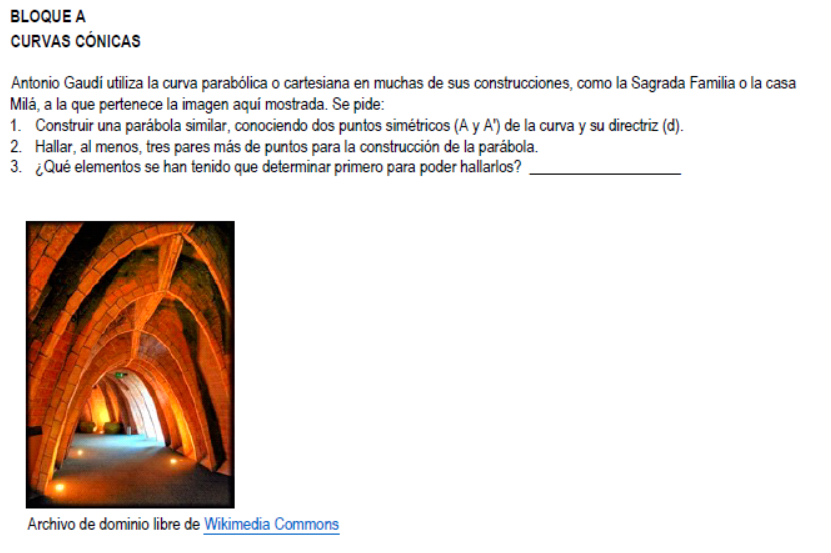 BLOQUE A
CURVAS CÓNICAS
Antonio Gaudí utiliza la curva parabólica o cartesiana en muchas de sus construcciones, como la Sagrada Familia o la casa
Milá, a la que pertenece la imagen aquí mostrada. Se pide:
1. Construir una parábola similar, conociendo dos puntos simétricos (A y A') de la curva y su directriz (d).
2. Hallar, al menos, tres pares más de puntos para la construcción de la parábola.
3. ¿Qué elementos se han tenido que determinar primero para poder hallarlos? ____________________
Archivo de dominio libre de Wikimedia Commons